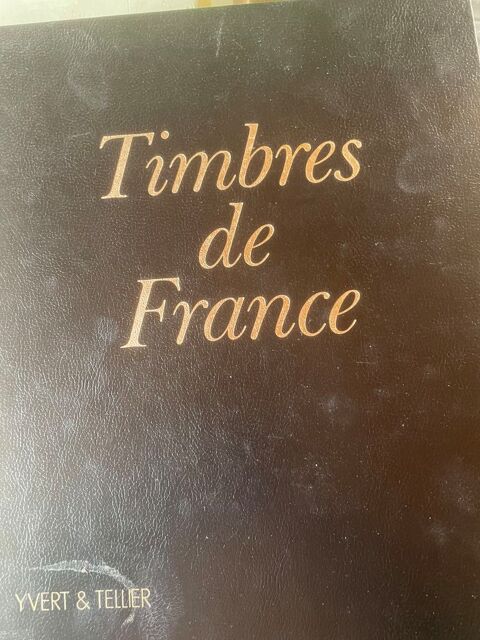 Timbres
de
France
YVERT & TELLIER